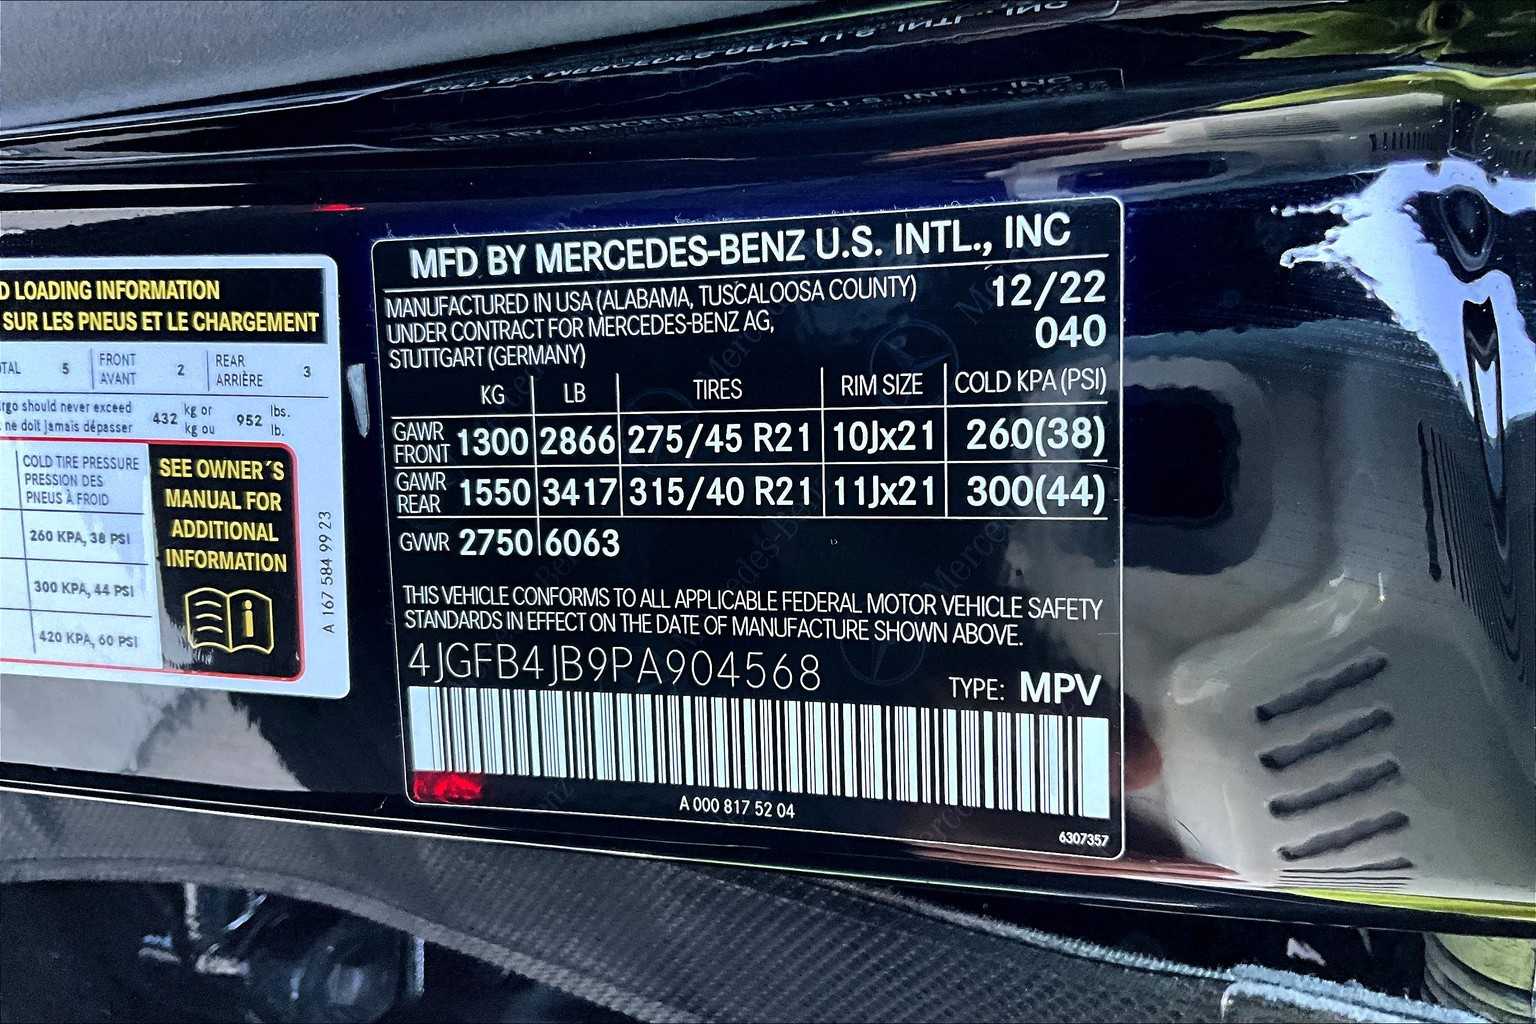 D LOADING INFORMATION
SUR LES PNEUS ET LE CHARGEMENT
OTAL 5 FRONT AVANT 2 REAR ARRIÈRE 3
rgo should never exceed 432 kg or 952 lbs.
ne doit jamais dépasser kg ou lb.
COLD TIRE PRESSURE
PRESSION DES
PNEUS À FROID
260 KPA, 38 PSI
300 KPA, 44 PSI
420 KPA, 60 PSI
SEE OWNER´S
MANUAL FOR
ADDITIONAL
INFORMATION
A 167 584 99 23
MFD BY MERCEDES-BENZ U.S. INTL., INC
MANUFACTURED IN USA (ALABAMA, TUSCALOOSA COUNTY) 12/22
UNDER CONTRACT FOR MERCEDES-BENZ AG, 040
STUTTGART (GERMANY)
KG LB TIRES RIM SIZE COLD KPA (PSI)
GAWR FRONT 1300 2866 275/45 R21 10Jx21 260(38)
GAWR REAR 1550 3417 315/40 R21 11Jx21 300(44)
GVWR 2750 6063
THIS VEHICLE CONFORMS TO ALL APPLICABLE FEDERAL MOTOR VEHICLE SAFETY
STANDARDS IN EFFECT ON THE DATE OF MANUFACTURE SHOWN ABOVE.
4JGFB4JB9PA904568
TYPE: MPV
A 000 817 52 04
6307357